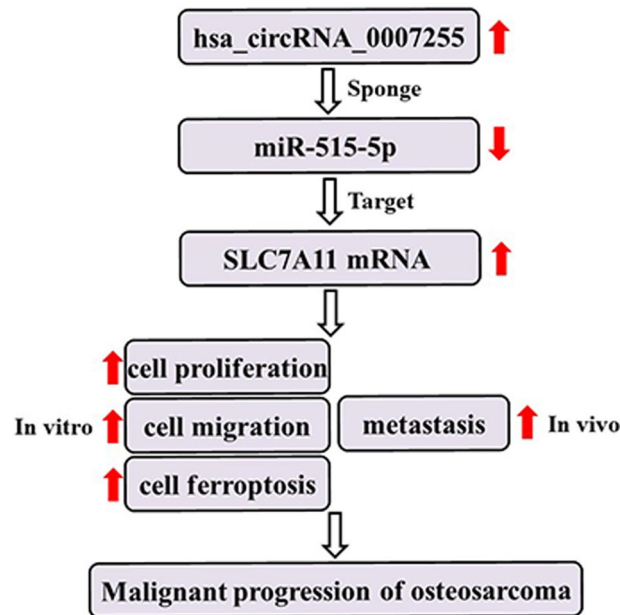 hsa_circRNA_0007255
Sponge
miR-515-5p
Target
SLC7A11 mRNA
cell proliferation
In vitro
cell migration
metastasis
In vivo
cell ferroptosis
Malignant progression of osteosarcoma